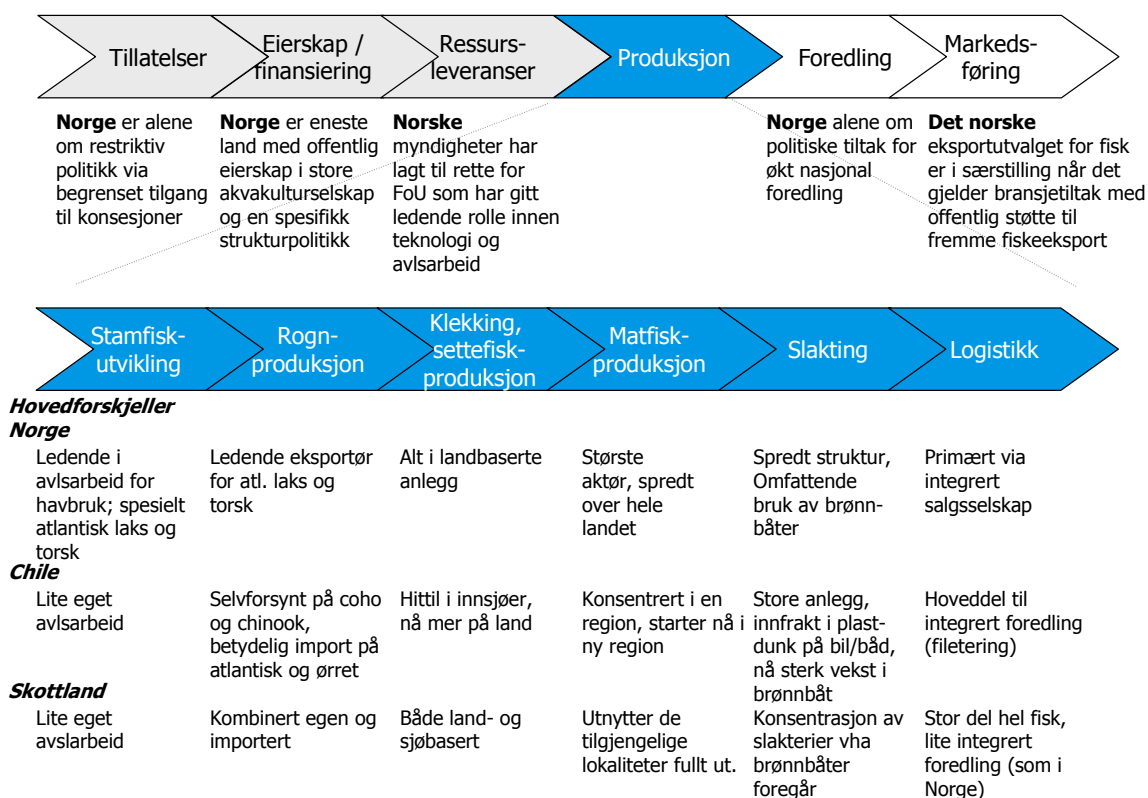 Tillatelser
Eierskap /
finansiering
Ressurs-
leveranser
Produksjon
Foredling
Markeds-
føring
Norge er alene
om restriktiv
politikk via
begrenset tilgang
til konsesjoner
Norge er eneste
land med offentlig
eierskap i store
akvakulturselskap
og en spesifikk
strukturpolitikk
Norske
myndigheter har
lagt til rette for
FoU som har gitt
ledende rolle innen
teknologi og
avlsarbeid
Norge alene om
politiske tiltak for
økt nasjonal
foredling
Det norske
eksportutvalget for fisk
er i særstilling når det
gjelder bransjetiltak med
offentlig støtte til
fremme fiskeeksport
Stamfisk-
utvikling
Rogn-
produksjon
Klekking,
settefisk-
produksjon
Matfisk-
produksjon
Slakting
Logistikk
Hovedforskjeller
Norge
Ledende i
avlsarbeid for
havbruk; spesielt
atlantisk laks og
torsk
Ledende eksportør
for atl. laks og
torsk
Alt i landbaserte
anlegg
Største
aktør, spredt
over hele
landet
Spredt struktur,
Omfattende
bruk av brønn-
båter
Primært via
integrert
salgsselskap
Chile
Lite eget
avlsarbeid
Selvforsynt på coho
og chinook,
betydelig import på
atlantisk og ørret
Hittil i innsjøer,
nå mer på land
Konsentrert i en
region, starter nå i
ny region
Store anlegg,
innfrakt i plast-
dunk på bil/båd,
nå sterk vekst i
brønnbåt
Hoveddel til
integrert foredling
(filetering)
Skottland
Lite eget
avslarbeid
Kombinert egen og
importert
Både land- og
sjøbasert
Utnytter de
tilgjengelige
lokaliteter fullt ut.
Konsentrasjon av
slakterier vha
brønnbåter
foregår
Stor del hel fisk,
lite integrert
foredling (som i
Norge)